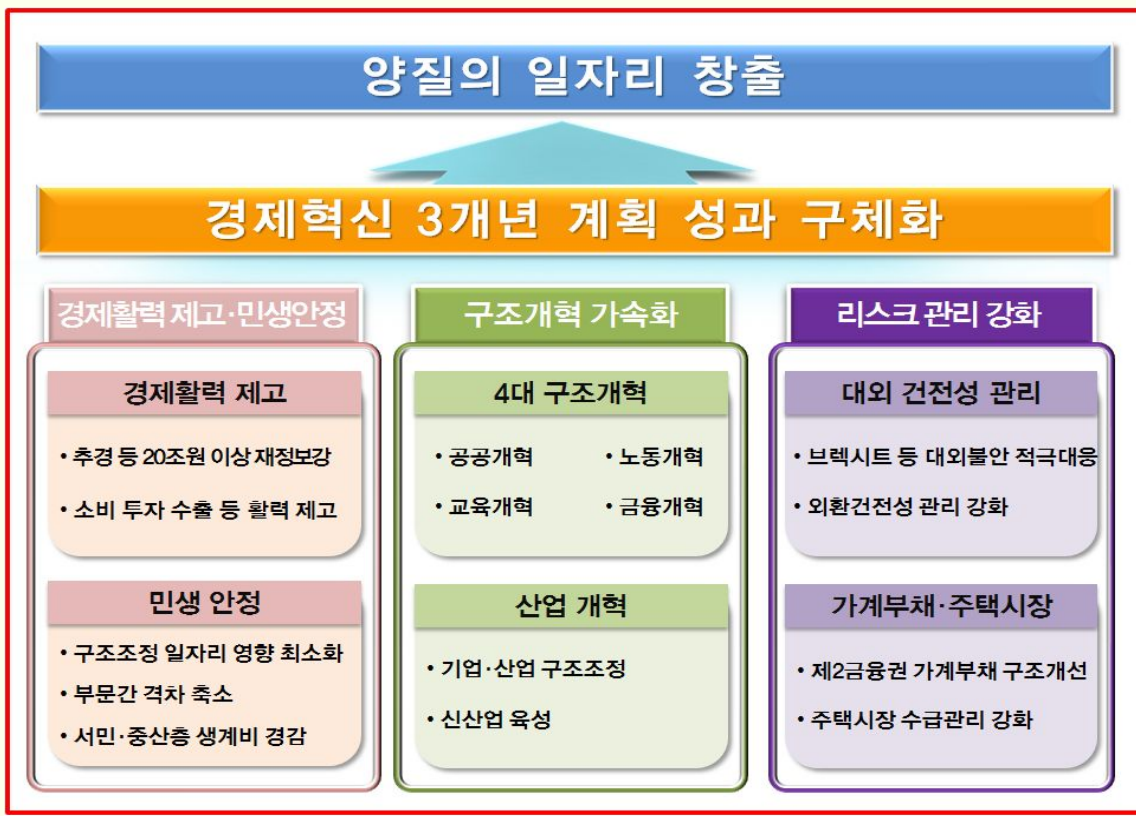 양질의 일자리 창출
경제혁신 3개년 계획 성과 구체화
경제활력 제고·민생안정
경제활력 제고
• 추경 등 20조원 이상 재정보강
• 소비 투자 수출 등 활력 제고
민생 안정
• 구조조정 일자리 영향 최소화
• 부문간 격차 축소
• 서민·중산층 생계비 경감
구조개혁 가속화
4대 구조개혁
• 공공개혁 • 노동개혁
• 교육개혁 • 금융개혁
산업 개혁
• 기업·산업 구조조정
• 신산업 육성
리스크 관리 강화
대외 건전성 관리
• 브렉시트 등 대외불안 적극대응
• 외환건전성 관리 강화
가계부채·주택시장
• 제2금융권 가계부채 구조개선
• 주택시장 수급관리 강화